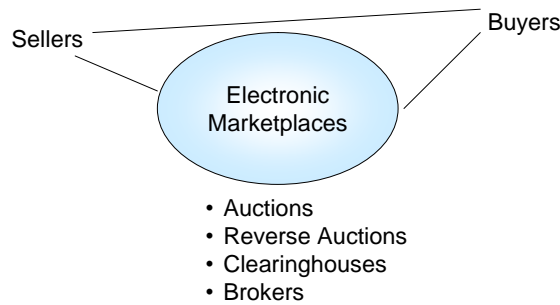 Sellers
Buyers
Electronic
Marketplaces
• Auctions
• Reverse Auctions
• Clearinghouses
• Brokers